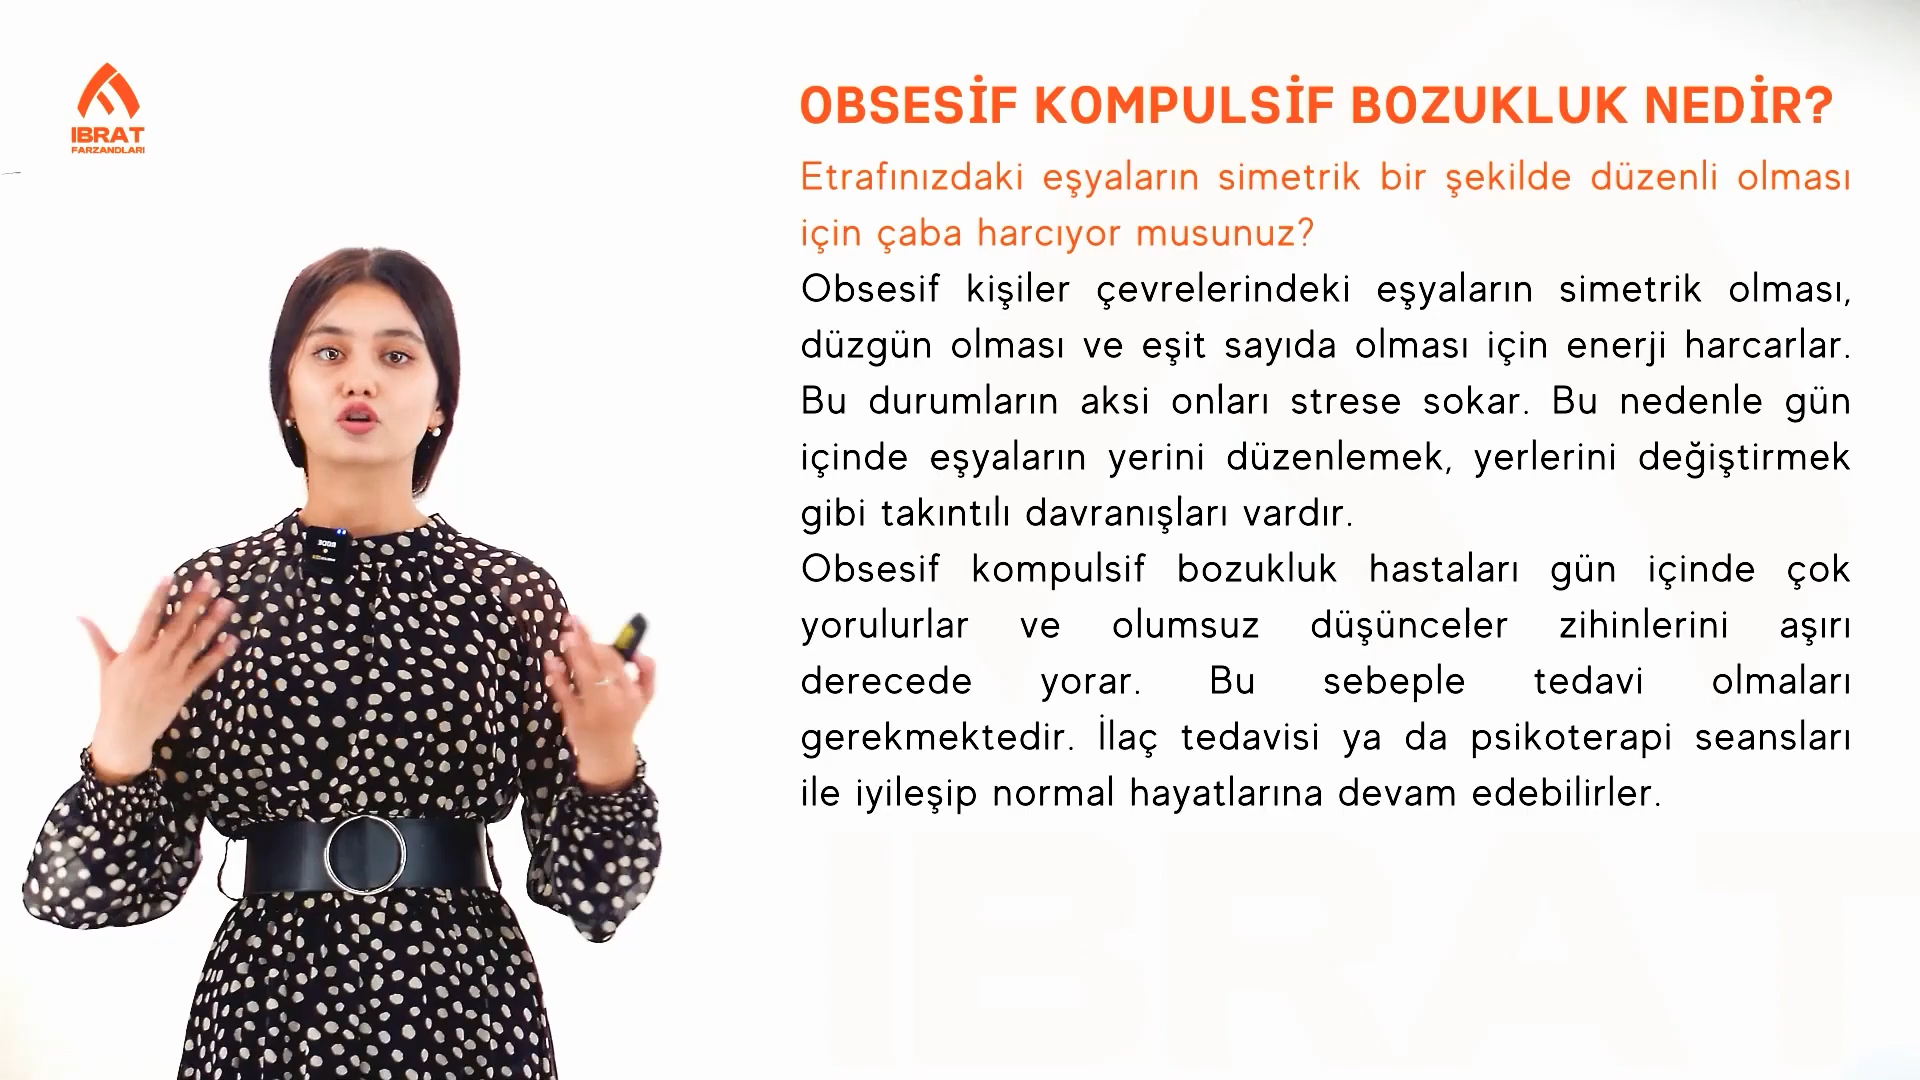 IBRAT
FARZANDLARI
OBSESİF KOMPULSİF BOZUKLUK NEDİR?
Etrafınızdaki eşyaların simetrik bir şekilde düzenli olması
için çaba harcıyor musunuz?
Obsesif kişiler çevrelerindeki eşyaların simetrik olması,
düzgün olması ve eşit sayıda olması için enerji harcarlar.
Bu durumların aksi onları strese sokar. Bu nedenle gün
içinde eşyaların yerini düzenlemek, yerlerini değiştirmek
gibi takıntılı davranışları vardır.
Obsesif kompulsif bozukluk hastaları gün içinde çok
yorulurlar ve olumsuz düşünceler zihinlerini aşırı
derecede yorar. Bu sebeple tedavi olmaları
gerekmektedir. İlaç tedavisi ya da psikoterapi seansları
ile iyileşip normal hayatlarına devam edebilirler.
IBRAT